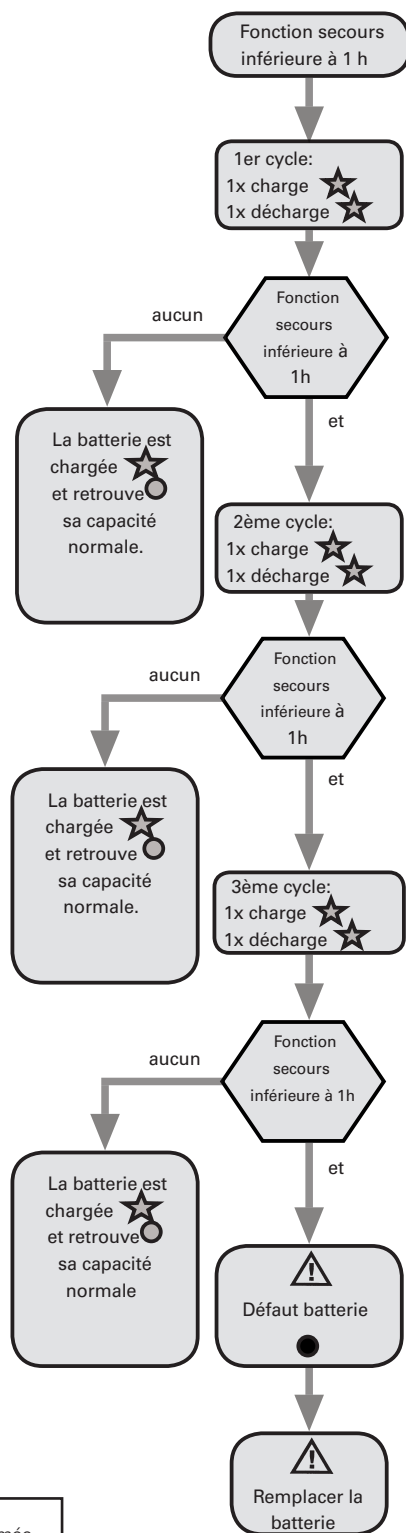 Fonction secours
inférieure à 1 h
1er cycle:
1x charge
1x décharge
Fonction
secours
inférieure à
1h
aucun
et
La batterie est
chargée
et retrouve
sa capacité
normale.
2ème cycle:
1x charge
1x décharge
Fonction
secours
inférieure à
1h
aucun
et
La batterie est
chargée
et retrouve
sa capacité
normale.
3ème cycle:
1x charge
1x décharge
Fonction
secours
inférieure à 1h
aucun
et
La batterie est
chargée
et retrouve
sa capacité
normale
!
Défaut batterie
!
Remplacer la
batterie